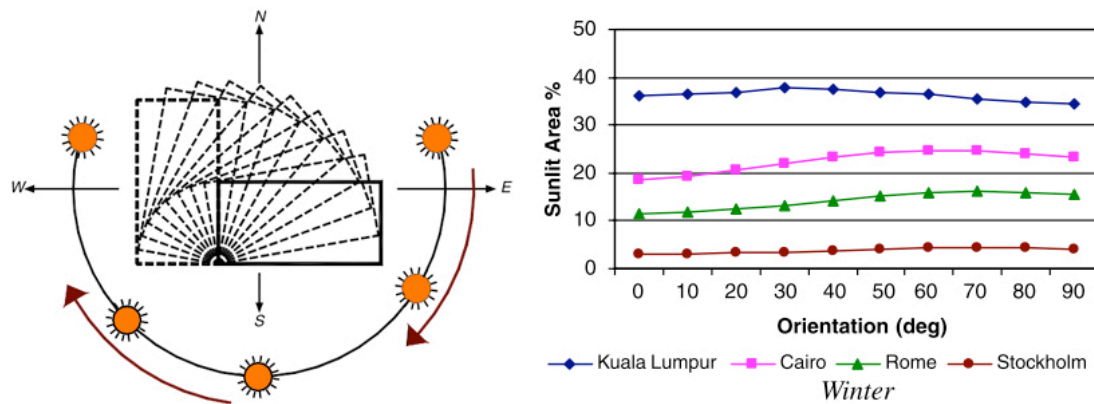 N
W
E
S
50
40
30
20
10
0
Sunlit Area %
0 10 20 30 40 50 60 70 80 90
Orientation (deg)
Kuala Lumpur Cairo Rome Stockholm
Winter